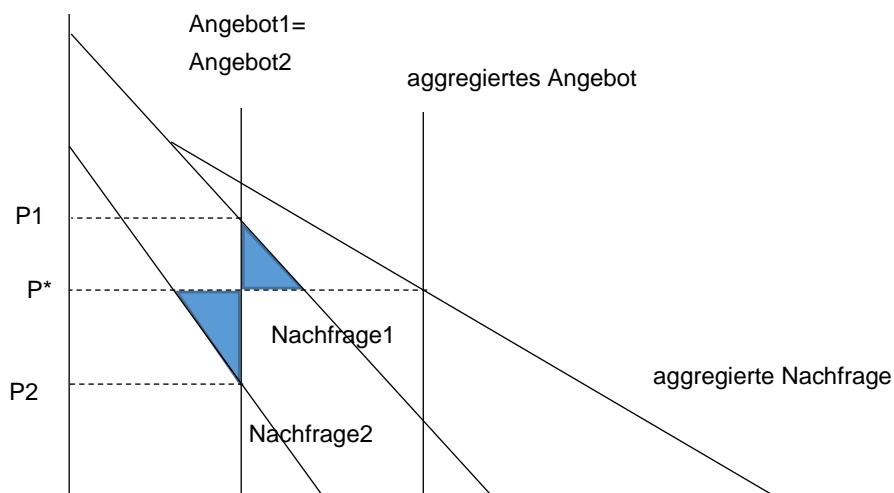 Angebot1=
Angebot2
aggregiertes Angebot
P1
P*
Nachfrage1
aggregierte Nachfrage
P2
Nachfrage2